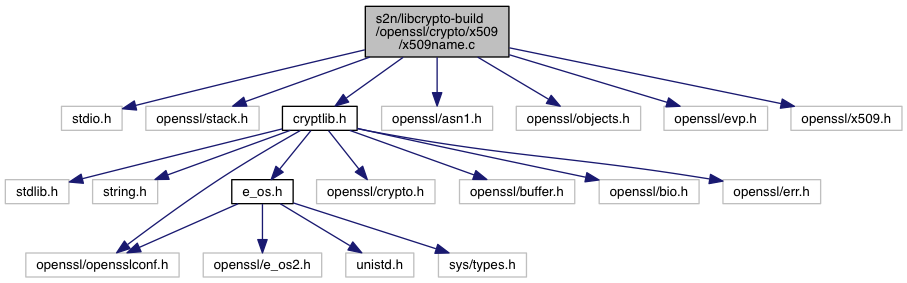 s2n/libcrypto-build
/openssl/crypto/x509
/x509name.c
stdio.h
openssl/stack.h
cryptlib.h
openssl/asn1.h
openssl/objects.h
openssl/evp.h
openssl/x509.h
stdlib.h
string.h
e_os.h
openssl/crypto.h
openssl/buffer.h
openssl/bio.h
openssl/err.h
openssl/opensslconf.h
openssl/e_os2.h
unistd.h
sys/types.h